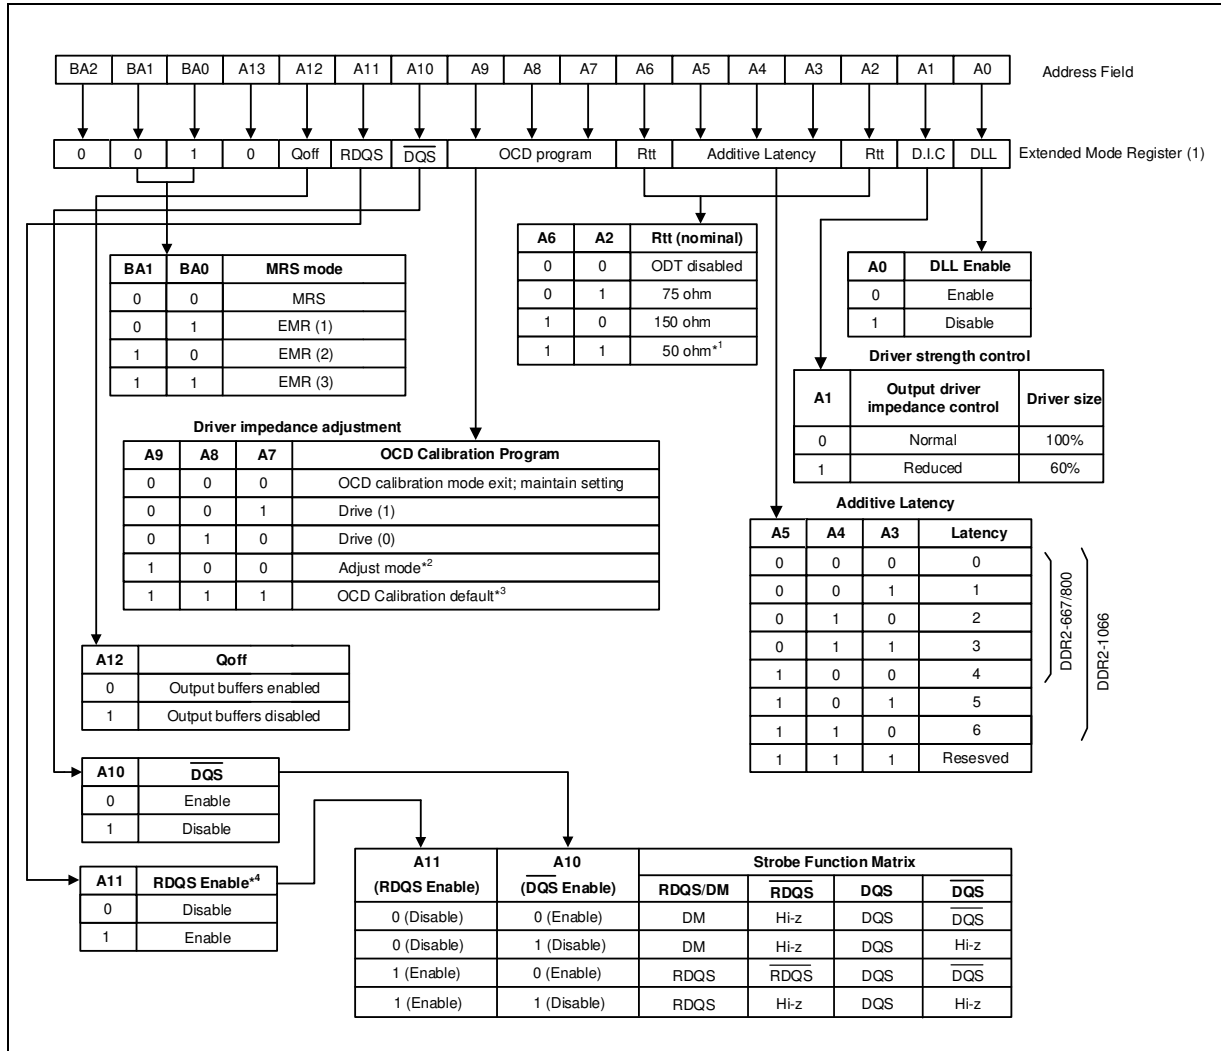 BA2 BA1 BA0 A13 A12 A11 A10 A9 A8 A7 A6 A5 A4 A3 A2 A1 A0 Address Field
0 0 1 0 Qoff RDQS D̅Q̅S̅ OCD program Rtt Additive Latency Rtt D.I.C DLL Extended Mode Register (1)
BA1 BA0 MRS mode
0 0 MRS
0 1 EMR (1)
1 0 EMR (2)
1 1 EMR (3)
A6 A2 Rtt (nominal)
0 0 ODT disabled
0 1 75 ohm
1 0 150 ohm
1 1 50 ohm*1
A0 DLL Enable
0 Enable
1 Disable
Driver strength control
A1 Output driver impedance control Driver size
0 Normal 100%
1 Reduced 60%
Driver impedance adjustment
A9 A8 A7 OCD Calibration Program
0 0 0 OCD calibration mode exit; maintain setting
0 0 1 Drive (1)
0 1 0 Drive (0)
1 0 0 Adjust mode*2
1 1 1 OCD Calibration default*3
Additive Latency
A5 A4 A3 Latency
0 0 0 0
0 0 1 1
0 1 0 2
0 1 1 3
1 0 0 4
1 0 1 5
1 1 0 6
1 1 1 Resesved
DDR2-667/800
DDR2-1066
A12 Qoff
0 Output buffers enabled
1 Output buffers disabled
A10 D̅Q̅S̅
0 Enable
1 Disable
A11 RDQS Enable*4
0 Disable
1 Enable
A11 (RDQS Enable) A10 (D̅Q̅S̅ Enable) Strobe Function Matrix
RDQS/DM R̅D̅Q̅S̅ DQS D̅Q̅S̅
0 (Disable) 0 (Enable) DM Hi-z DQS D̅Q̅S̅
0 (Disable) 1 (Disable) DM Hi-z DQS Hi-z
1 (Enable) 0 (Enable) RDQS R̅D̅Q̅S̅ DQS D̅Q̅S̅
1 (Enable) 1 (Disable) RDQS Hi-z DQS Hi-z